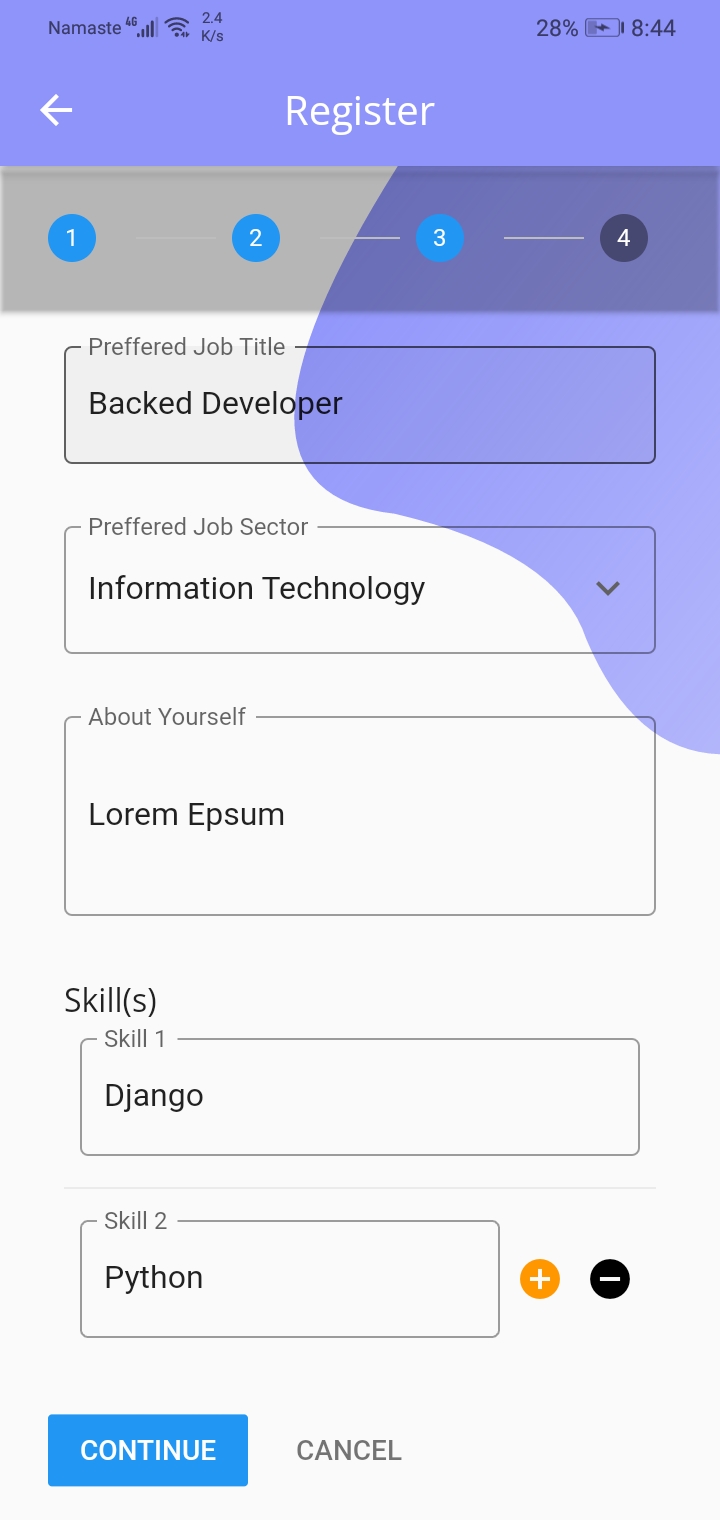 Namaste 4G 2.4 K/s 28% 8:44
Register
1 2 3 4
Preffered Job Title
Backed Developer
Preffered Job Sector
Information Technology
About Yourself
Lorem Epsum
Skill(s)
Skill 1
Django
Skill 2
Python
CONTINUE CANCEL